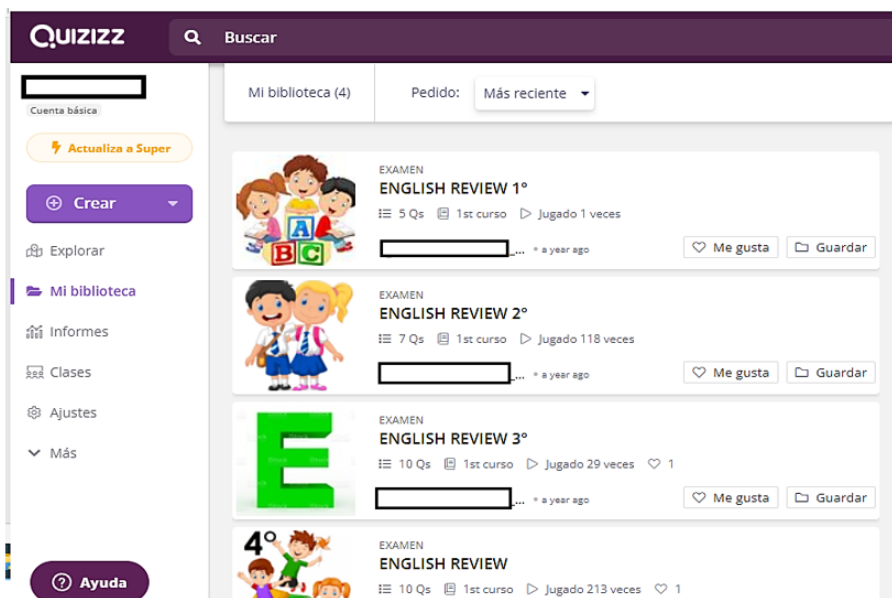 QUIZIZZ
Buscar
Cuenta básica
Actualiza a Super
Crear
Explorar
Mi biblioteca
Informes
Clases
Ajustes
Más
Ayuda
Mi biblioteca (4)
Pedido: Más reciente
EXAMEN
ENGLISH REVIEW 1°
5 Qs 1st curso Jugado 1 veces
... • a year ago Me gusta Guardar
A
B C
EXAMEN
ENGLISH REVIEW 2°
7 Qs 1st curso Jugado 118 veces
... • a year ago Me gusta Guardar
E
EXAMEN
ENGLISH REVIEW 3°
10 Qs 1st curso Jugado 29 veces 1
... • a year ago Me gusta Guardar
4°
EXAMEN
ENGLISH REVIEW
10 Qs 1st curso Jugado 213 veces 1